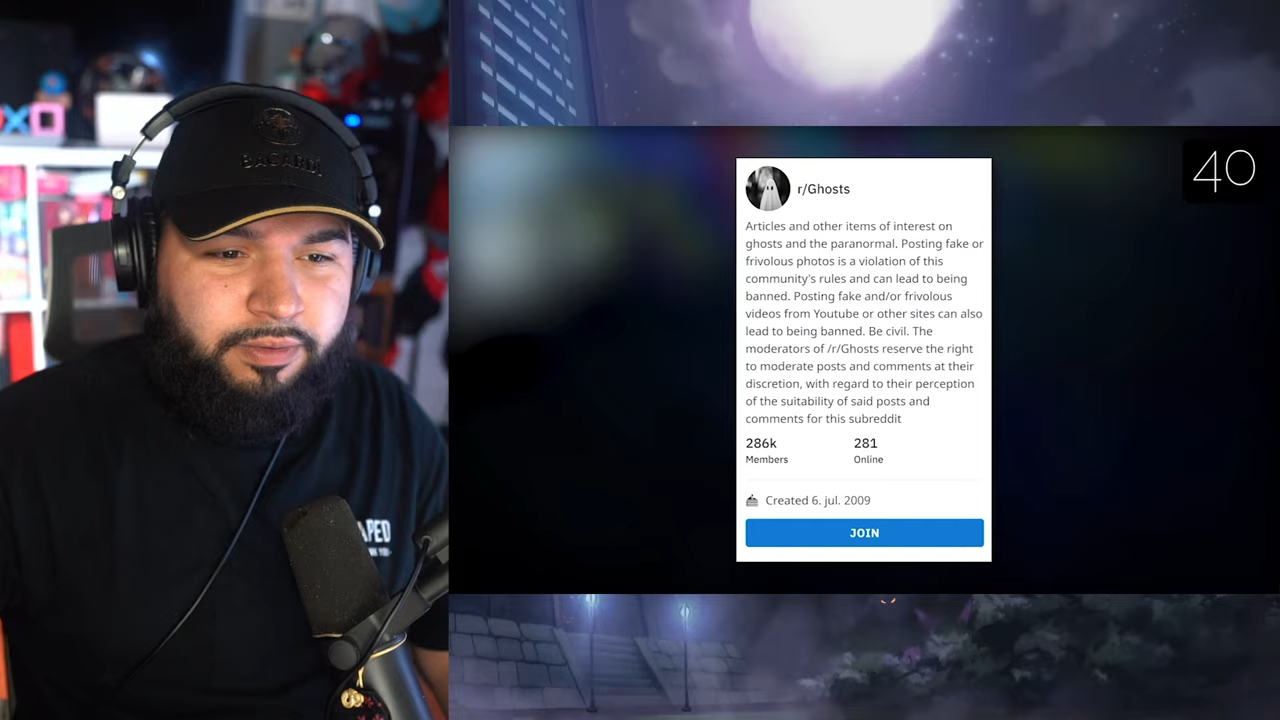 BACARDI
40
r/Ghosts
Articles and other items of interest on
ghosts and the paranormal. Posting fake or
frivolous photos is a violation of this
community's rules and can lead to being
banned. Posting fake and/or frivolous
videos from Youtube or other sites can also
lead to being banned. Be civil. The
moderators of /r/Ghosts reserve the right
to moderate posts and comments at their
discretion, with regard to their perception
of the suitability of said posts and
comments for this subreddit
286k
281
Members
Online
Created 6. jul. 2009
JOIN